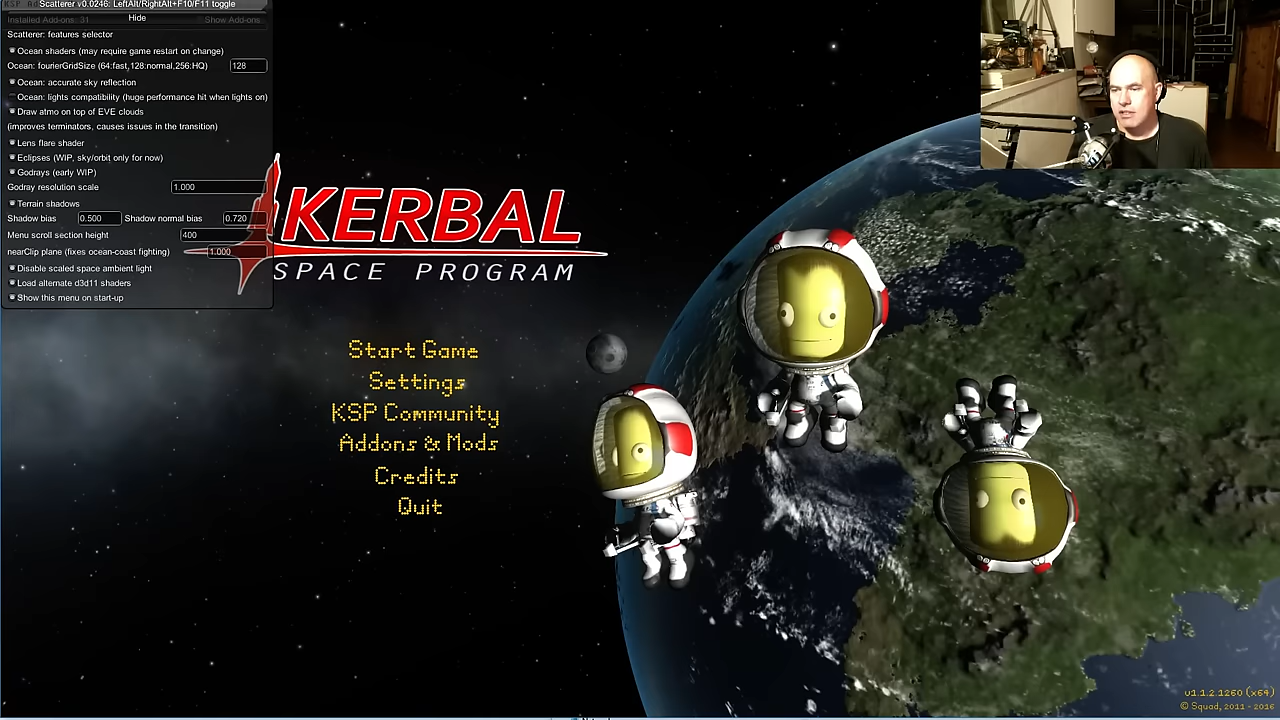 Scatterer v0.0246: LeftAlt/RightAlt+F10/F11 toggle
Installed Add-ons: 31
Hide
Show Add-ons
Scatterer: features selector
Ocean shaders (may require game restart on change)
Ocean: fourierGridSize (64:fast,128:normal,256:HQ) 128
Ocean: accurate sky reflection
Ocean: lights compatibility (huge performance hit when lights on)
Draw atmo on top of EVE clouds
(improves terminators, causes issues in the transition)
Lens flare shader
Eclipses (WIP, sky/orbit only for now)
Godrays (early WIP)
Godray resolution scale 1.000
Terrain shadows
Shadow bias 0.500 Shadow normal bias 0.720
Menu scroll section height 400
nearClip plane (fixes ocean-coast fighting) 1.000
Disable scaled space ambient light
Load alternate d3d11 shaders
Show this menu on start-up
KERBAL
SPACE PROGRAM
Start Game
Settings
KSP Community
Addons & Mods
Credits
Quit
v1.1.2.1260 (x64)
© Squad, 2011 - 2016